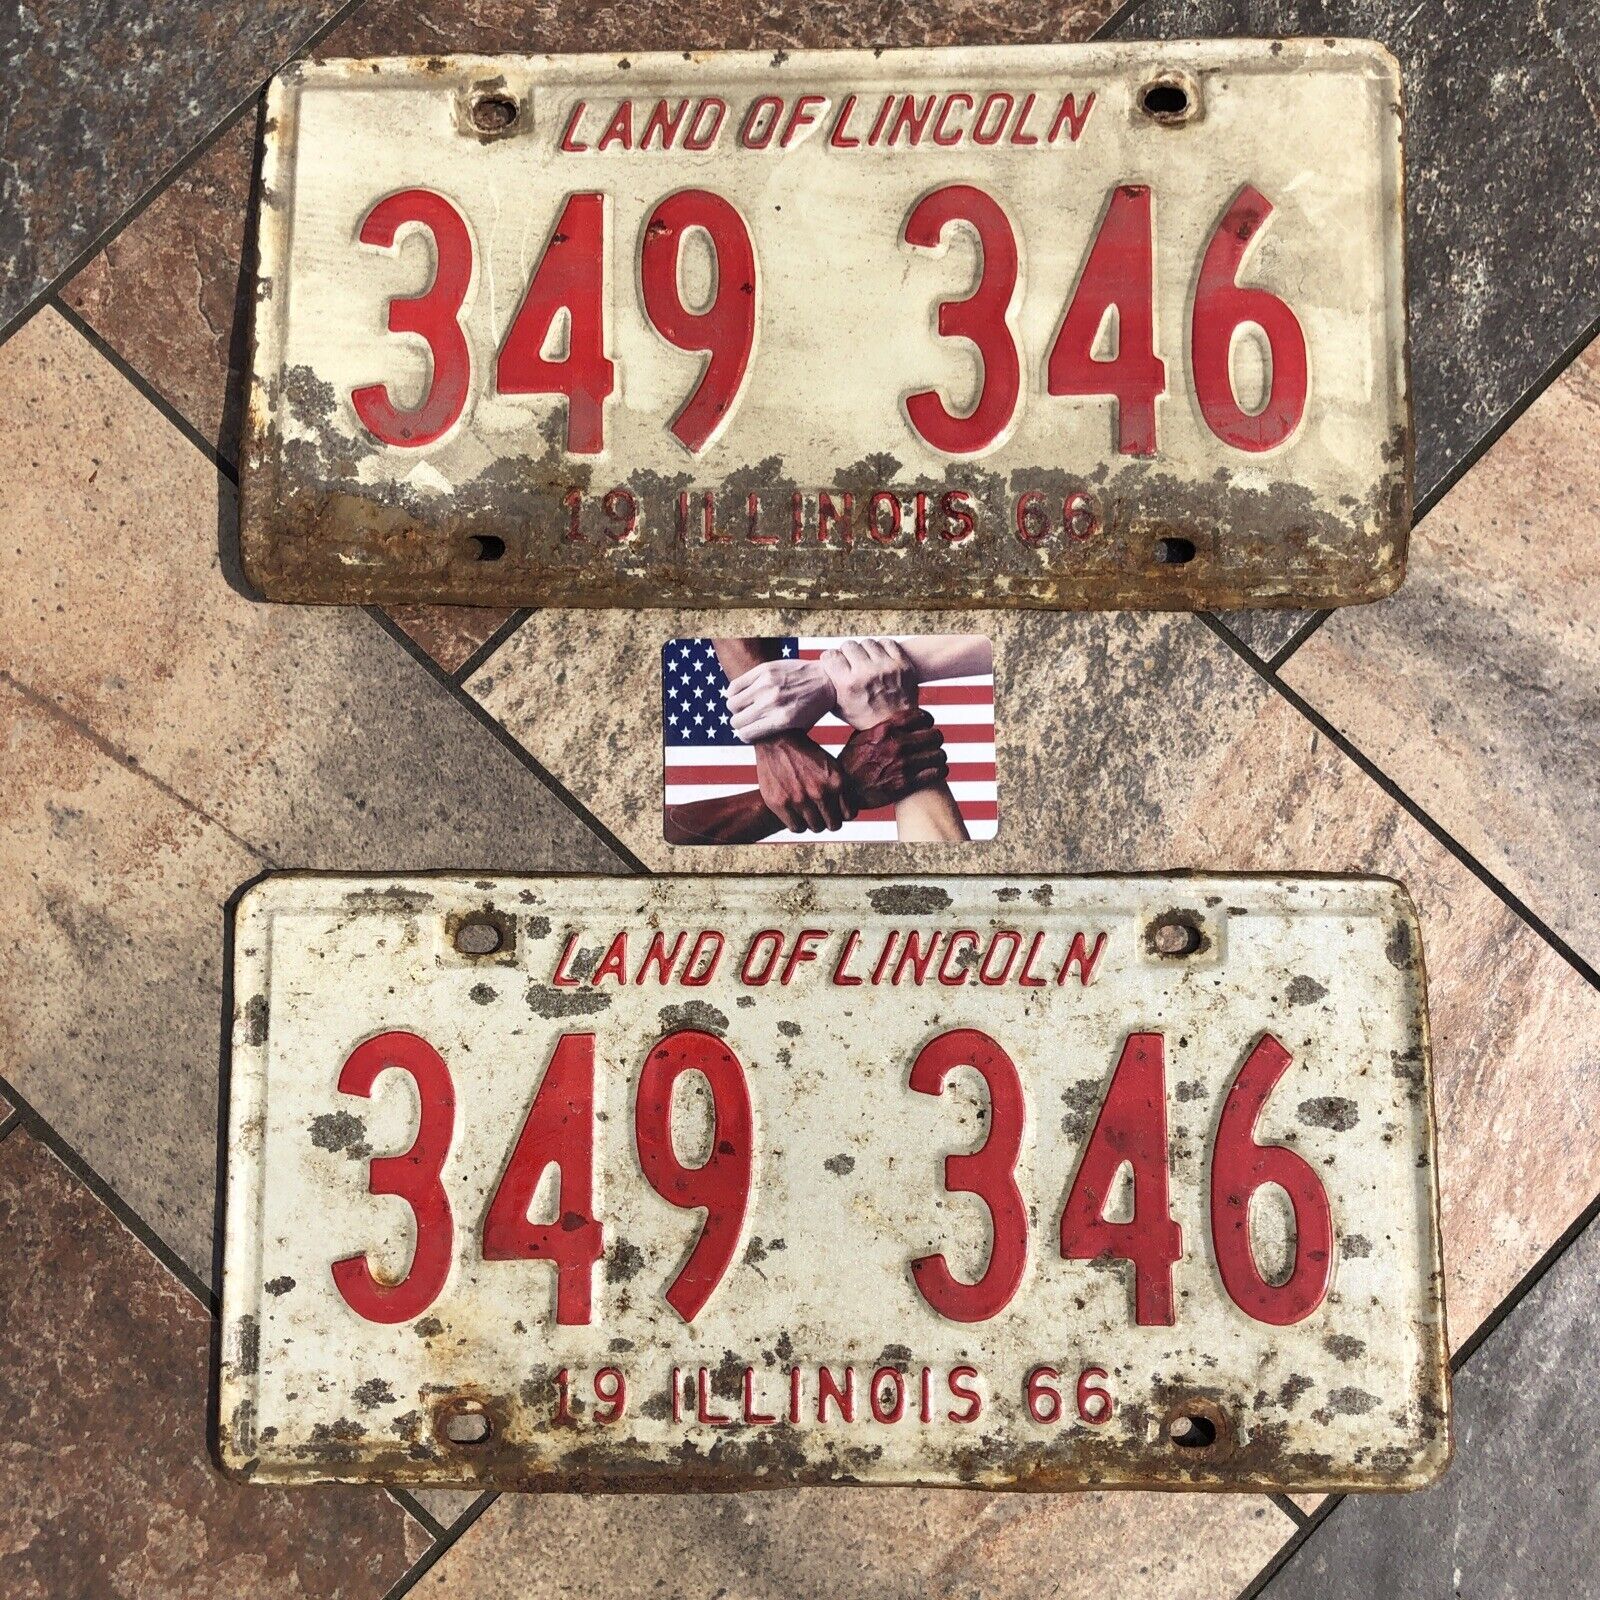 LAND OF LINCOLN
349 346
19 ILLINOIS 66
LAND OF LINCOLN
349 346
19 ILLINOIS 66